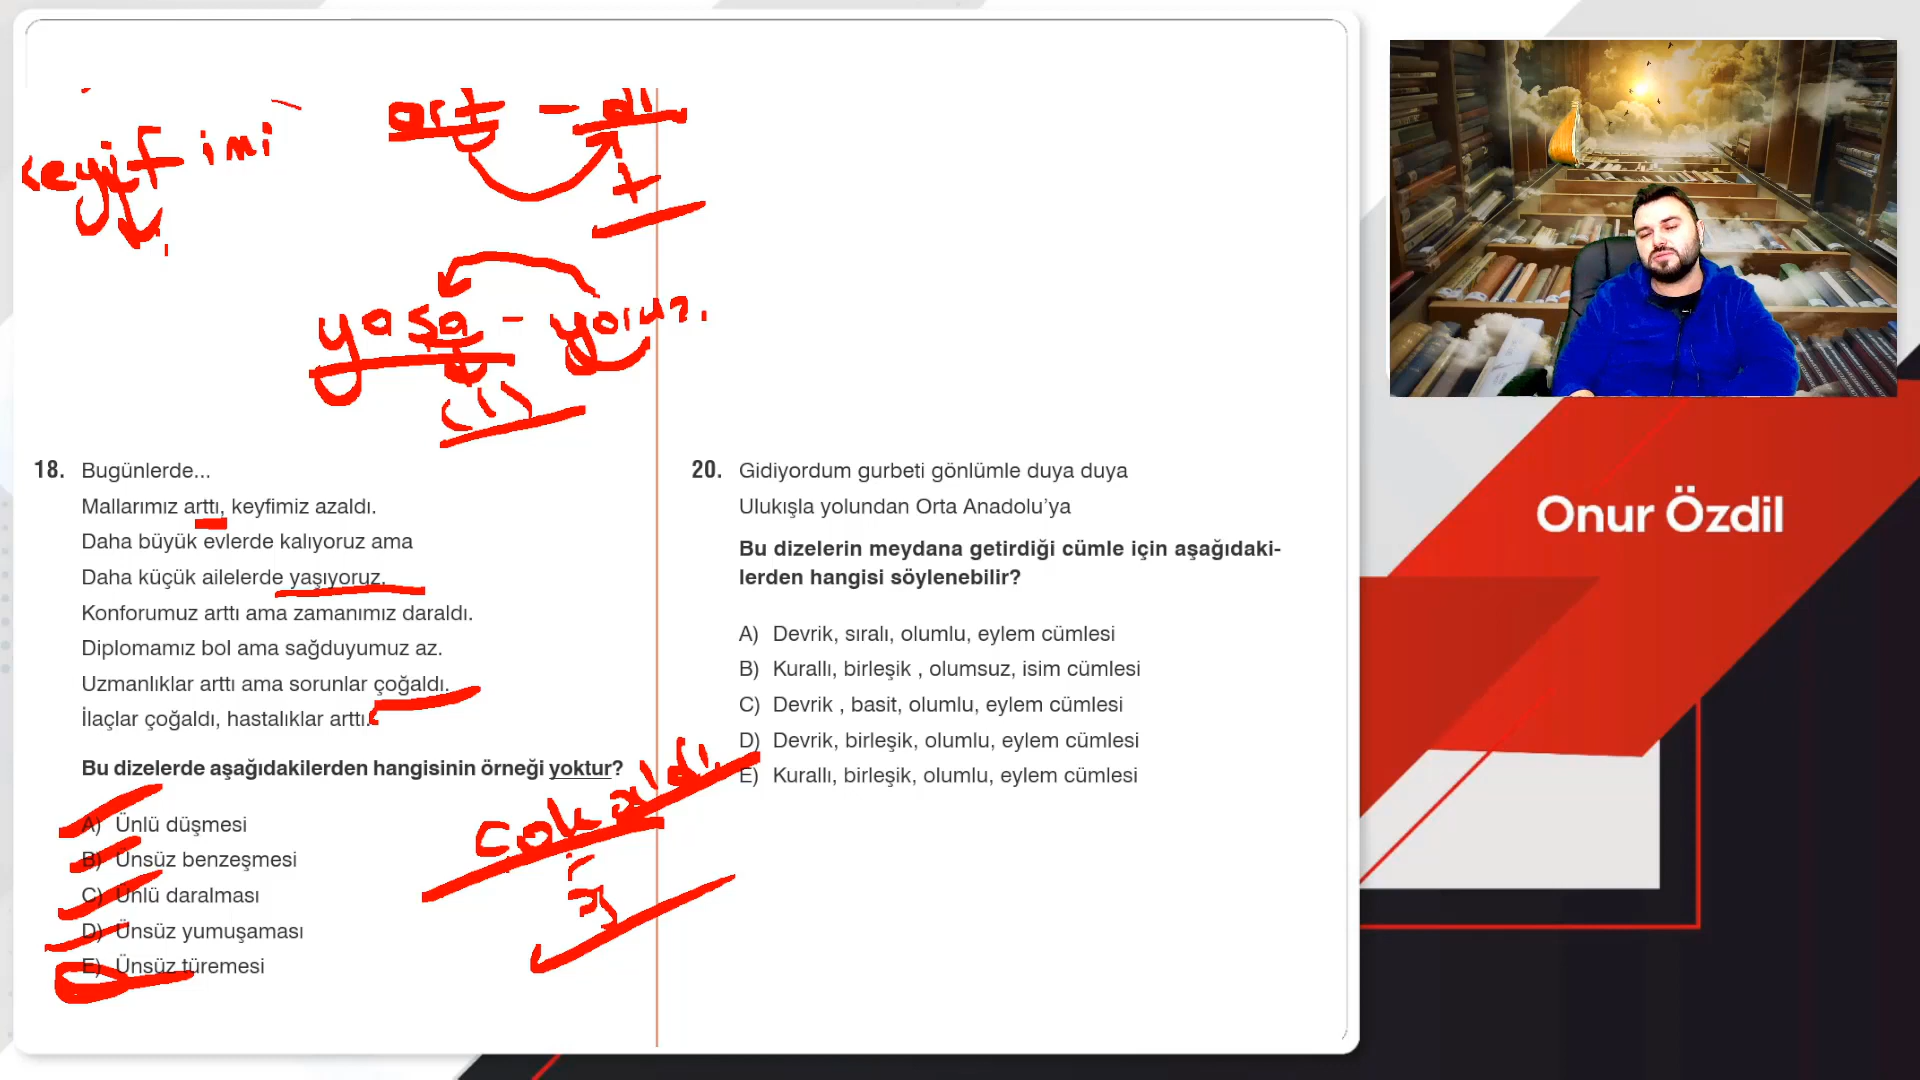 keyif imi
art - dı
t
yaşa - yoruz.
(ı)
18. Bugünlerde...
Mallarımız arttı, keyfimiz azaldı.
Daha büyük evlerde kalıyoruz ama
Daha küçük ailelerde yaşıyoruz.
Konforumuz arttı ama zamanımız daraldı.
Diplomamız bol ama sağduyumuz az.
Uzmanlıklar arttı ama sorunlar çoğaldı.
İlaçlar çoğaldı, hastalıklar arttı.
Bu dizelerde aşağıdakilerden hangisinin örneği yoktur?
A) Ünlü düşmesi
B) Ünsüz benzeşmesi
C) Ünlü daralması
D) Ünsüz yumuşaması
E) Ünsüz türemesi
çokaldı.
ğ
20. Gidiyordum gurbeti gönlümle duya duya
Ulukışla yolundan Orta Anadolu’ya
Bu dizelerin meydana getirdiği cümle için aşağıdaki-
lerden hangisi söylenebilir?
A) Devrik, sıralı, olumlu, eylem cümlesi
B) Kurallı, birleşik , olumsuz, isim cümlesi
C) Devrik , basit, olumlu, eylem cümlesi
D) Devrik, birleşik, olumlu, eylem cümlesi
E) Kurallı, birleşik, olumlu, eylem cümlesi
Onur Özdil